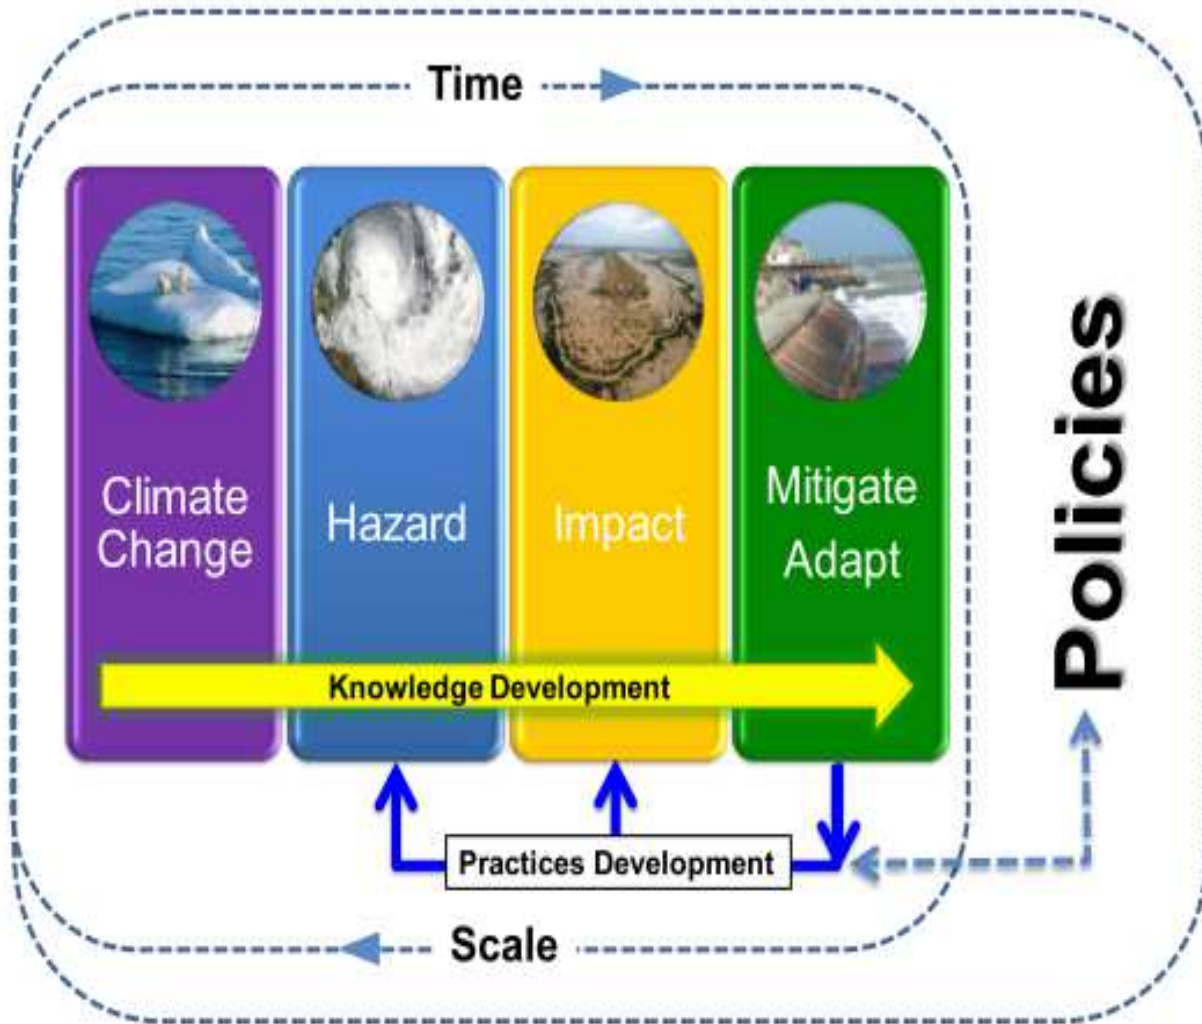 Time
Climate
Change
Hazard
Impact
Mitigate
Adapt
Knowledge Development
Practices Development
Scale
Policies